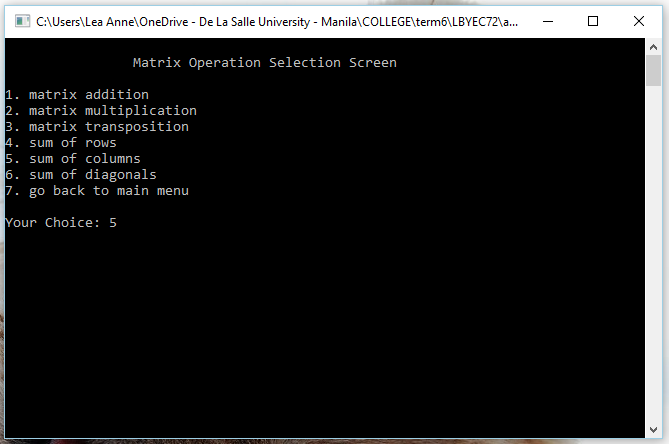 C:\Users\Lea Anne\OneDrive - De La Salle University - Manila\COLLEGE\term6\LBYEC72\a...
Matrix Operation Selection Screen
1. matrix addition
2. matrix multiplication
3. matrix transposition
4. sum of rows
5. sum of columns
6. sum of diagonals
7. go back to main menu
Your Choice: 5